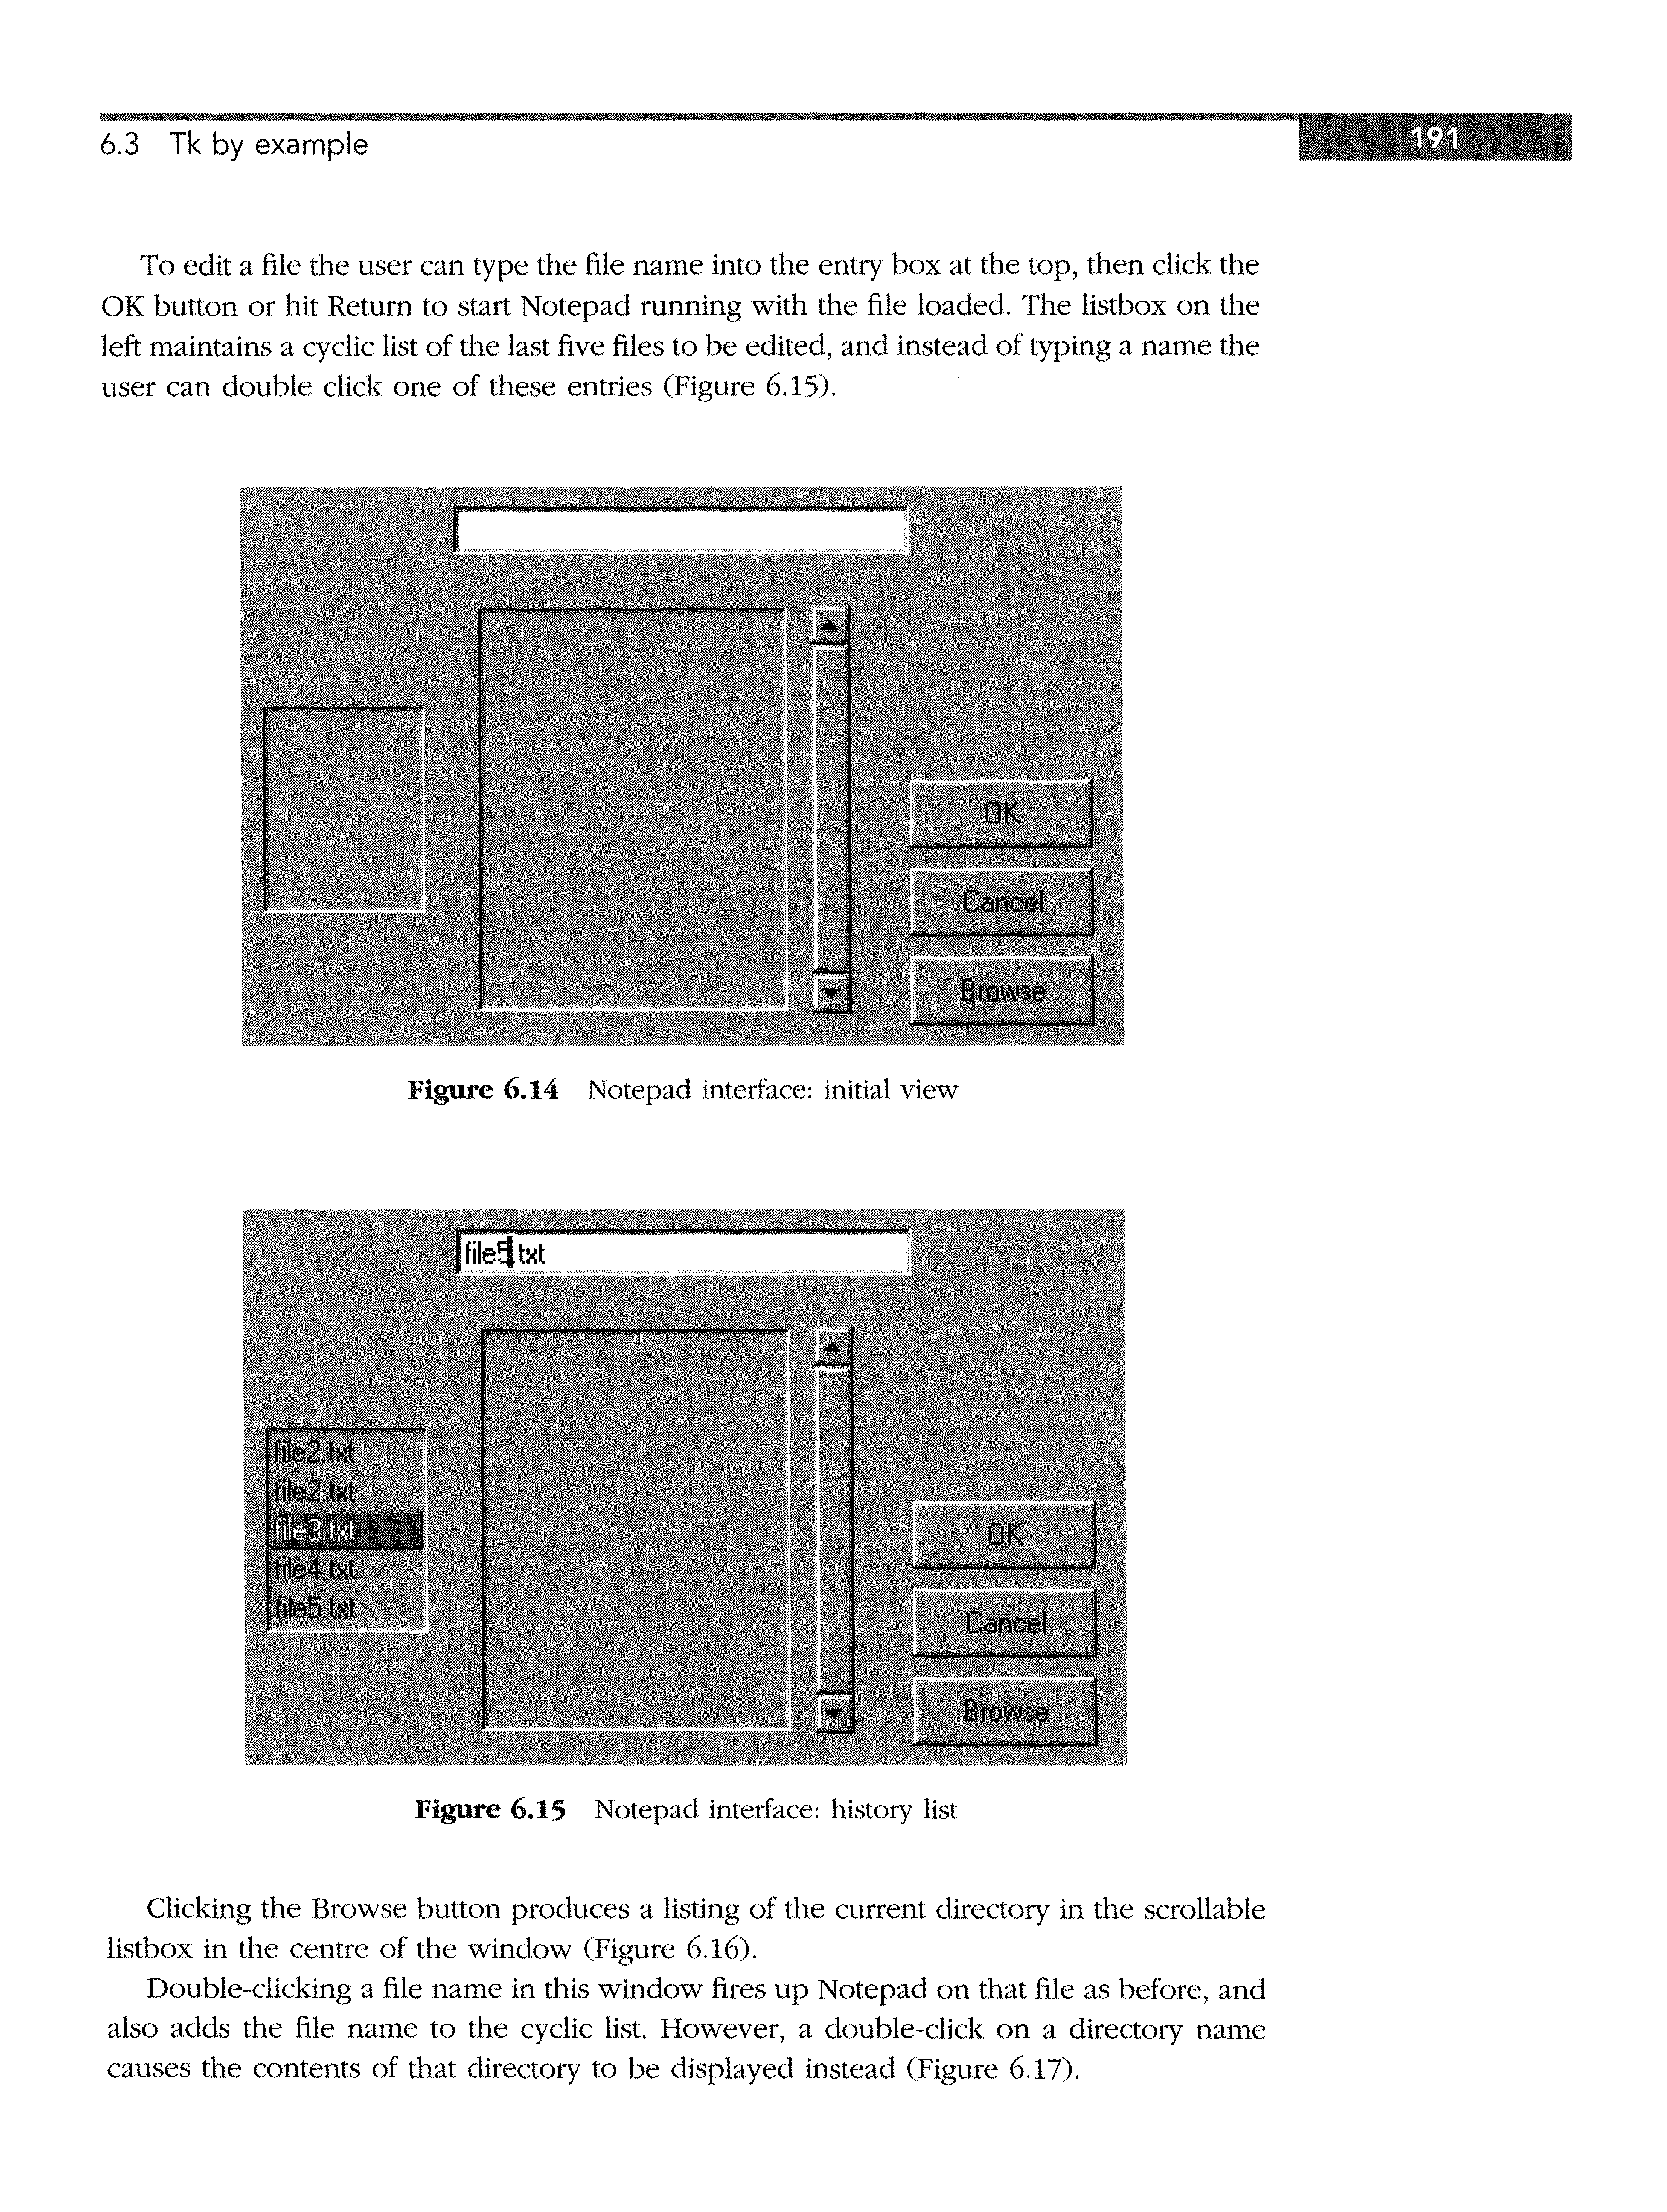 6.3 Tk by example
191
To edit a file the user can type the file name into the entry box at the top, then click the
OK button or hit Return to start Notepad running with the file loaded. The listbox on the
left maintains a cyclic list of the last five files to be edited, and instead of typing a name the
user can double click one of these entries (Figure 6.15).
OK
Cancel
Browse
Figure 6.14 Notepad interface: initial view
file5.txt
file2.txt
file2.txt
file3.txt
file4.txt
file5.txt
OK
Cancel
Browse
Figure 6.15 Notepad interface: history list
Clicking the Browse button produces a listing of the current directory in the scrollable
listbox in the centre of the window (Figure 6.16).
Double-clicking a file name in this window fires up Notepad on that file as before, and
also adds the file name to the cyclic list. However, a double-click on a directory name
causes the contents of that directory to be displayed instead (Figure 6.17).